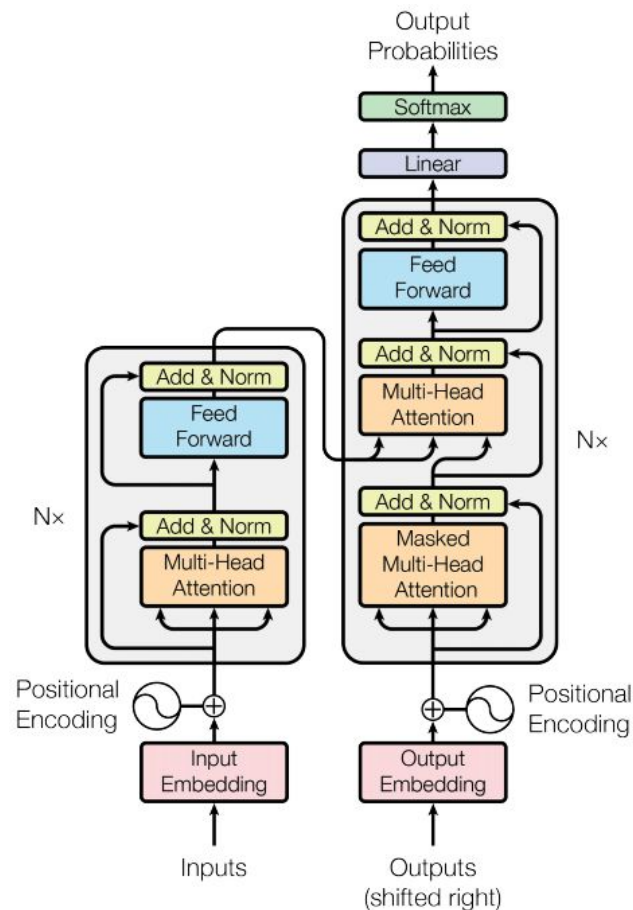 Output
Probabilities
Softmax
Linear
Add & Norm
Feed
Forward
Add & Norm
Multi-Head
Attention
Add & Norm
Masked
Multi-Head
Attention
N×
Add & Norm
Feed
Forward
Add & Norm
Multi-Head
Attention
N×
Positional
Encoding
Positional
Encoding
Input
Embedding
Output
Embedding
Inputs
Outputs
(shifted right)